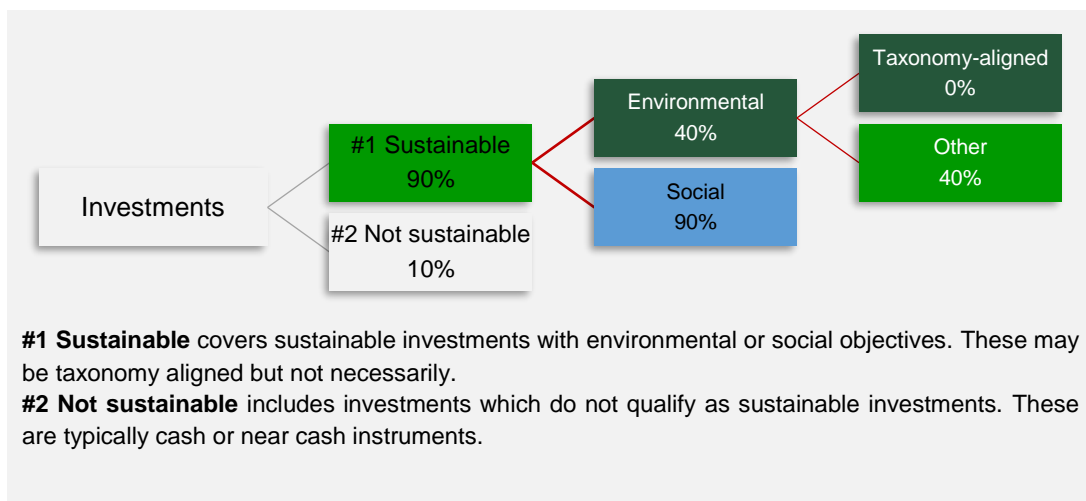 Taxonomy-aligned
0%
Environmental
40%
#1 Sustainable
90%
Other
40%
Investments
Social
90%
#2 Not sustainable
10%
#1 Sustainable covers sustainable investments with environmental or social objectives. These may
be taxonomy aligned but not necessarily.
#2 Not sustainable includes investments which do not qualify as sustainable investments. These
are typically cash or near cash instruments.